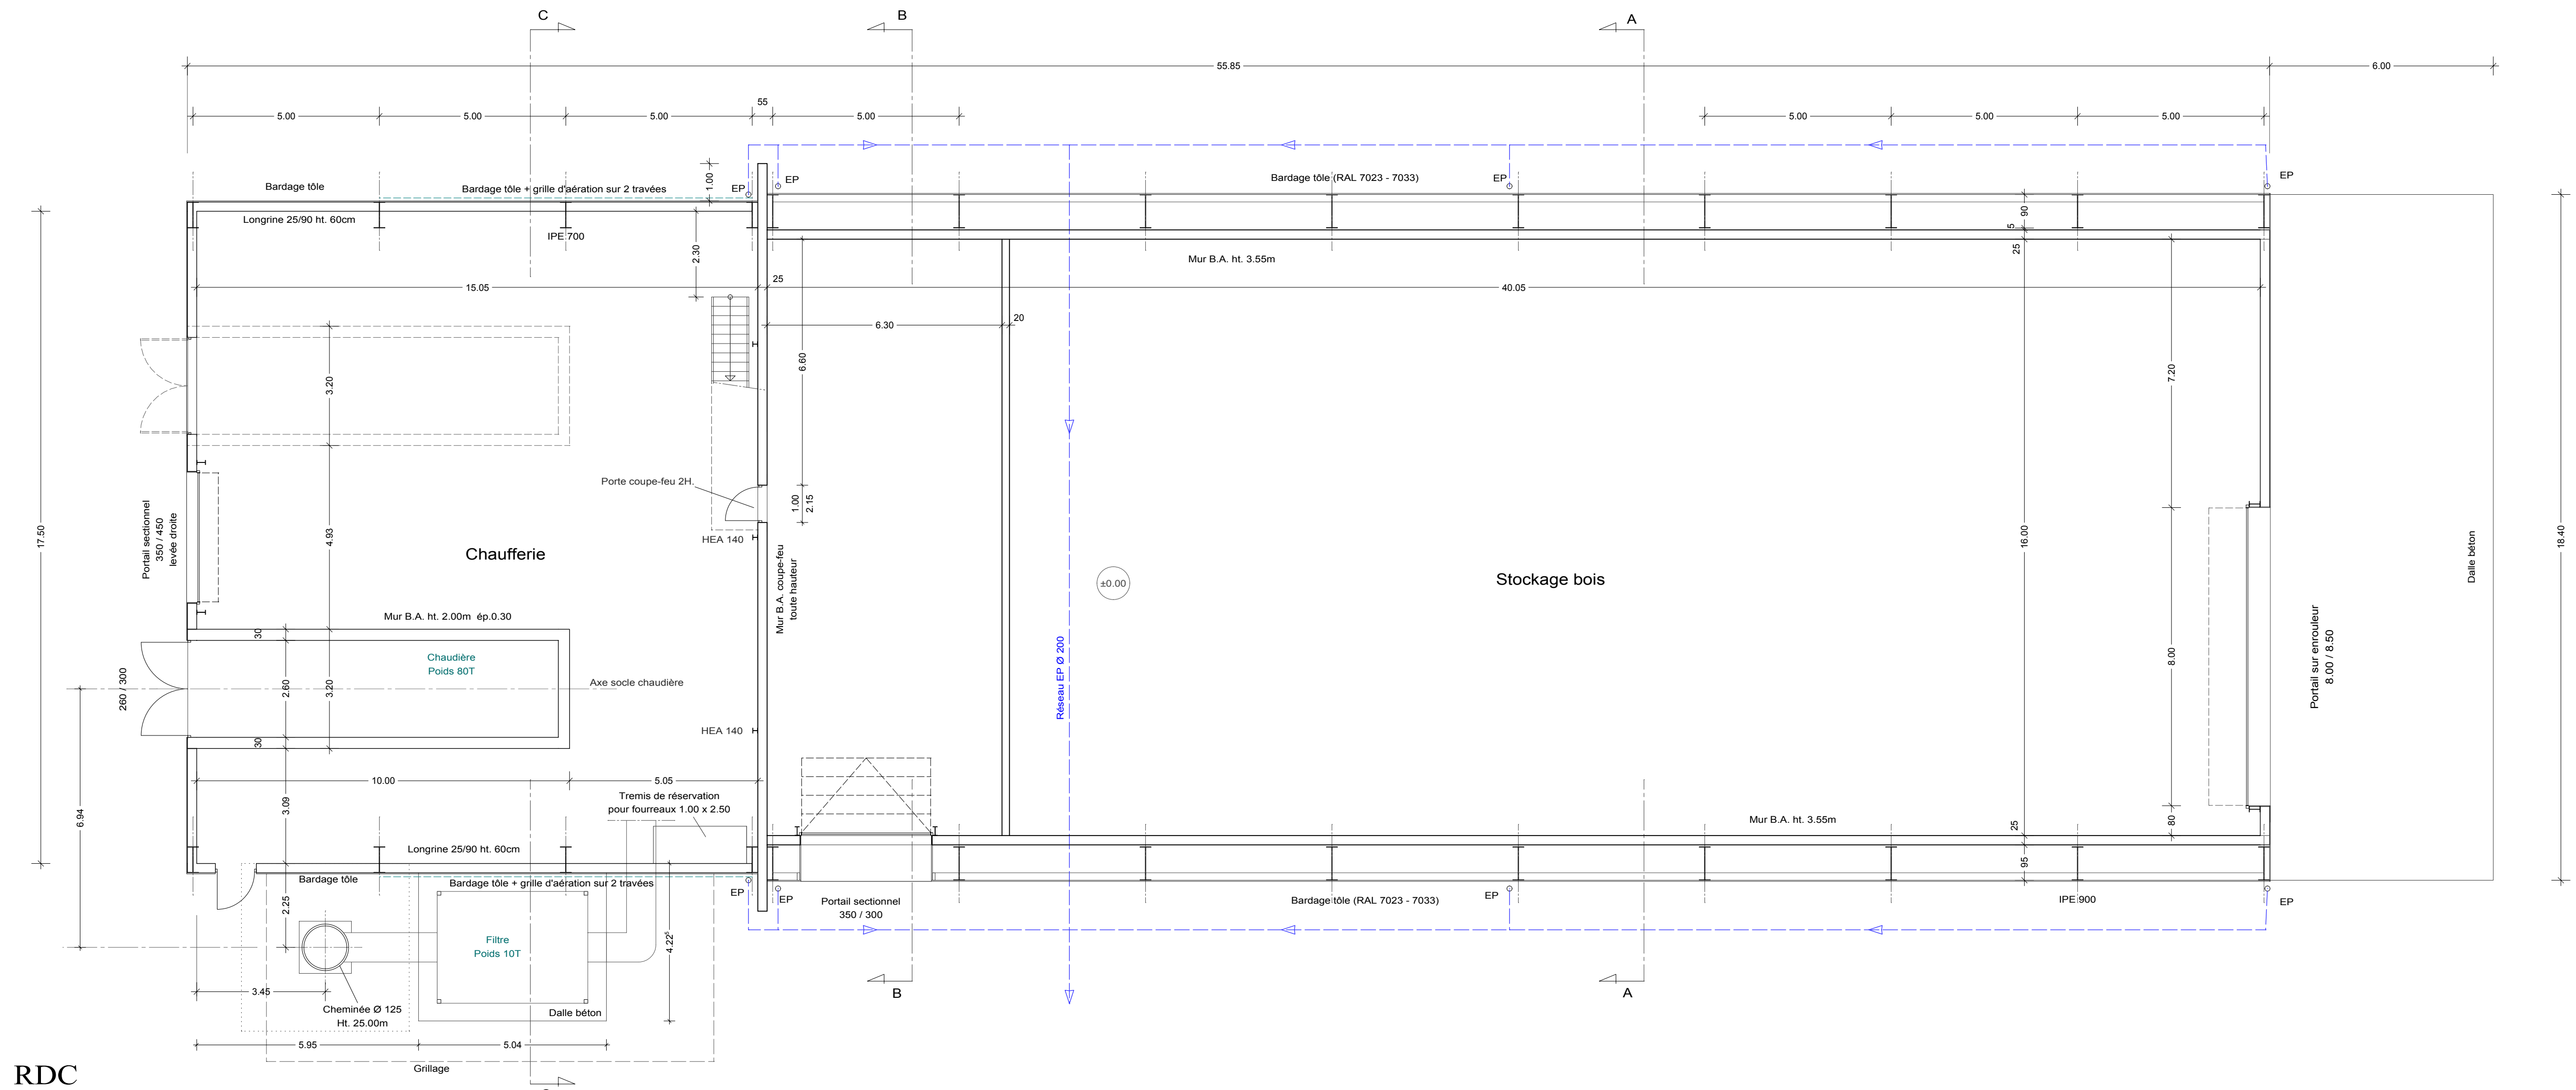 C
B
A
55.85
6.00
5.00
5.00
5.00
55
5.00
5.00
5.00
5.00
Bardage tôle
Bardage tôle + grille d'aération sur 2 travées
EP
EP
1.00
Bardage tôle (RAL 7023 - 7033)
EP
EP
Longrine 25/90 ht. 60cm
IPE 700
2.30
90
5
25
Mur B.A. ht. 3.55m
15.05
25
40.05
6.30
20
6.60
3.20
7.20
17.50
Portail sectionnel
350 / 450
levée droite
4.93
Porte coupe-feu 2H.
1.00
2.15
HEA 140
Chaufferie
Mur B.A. coupe-feu
toute hauteur
±0.00
Stockage bois
16.00
Dalle béton
18.40
Mur B.A. ht. 2.00m ép.0.30
30
Chaudière
Poids 80T
Axe socle chaudière
260 / 300
2.60
3.20
Réseau EP Ø 200
8.00
Portail sur enrouleur
8.00 / 8.50
30
HEA 140
10.00
5.05
6.94
3.09
Tremis de réservation
pour fourreaux 1.00 x 2.50
Mur B.A. ht. 3.55m
25
80
Longrine 25/90 ht. 60cm
95
Bardage tôle
Bardage tôle + grille d'aération sur 2 travées
EP
EP
Portail sectionnel
350 / 300
Bardage tôle (RAL 7023 - 7033)
EP
IPE 900
EP
2.25
Filtre
Poids 10T
4.22⁵
3.45
Cheminée Ø 125
Ht. 25.00m
Dalle béton
B
A
5.95
5.04
Grillage
RDC